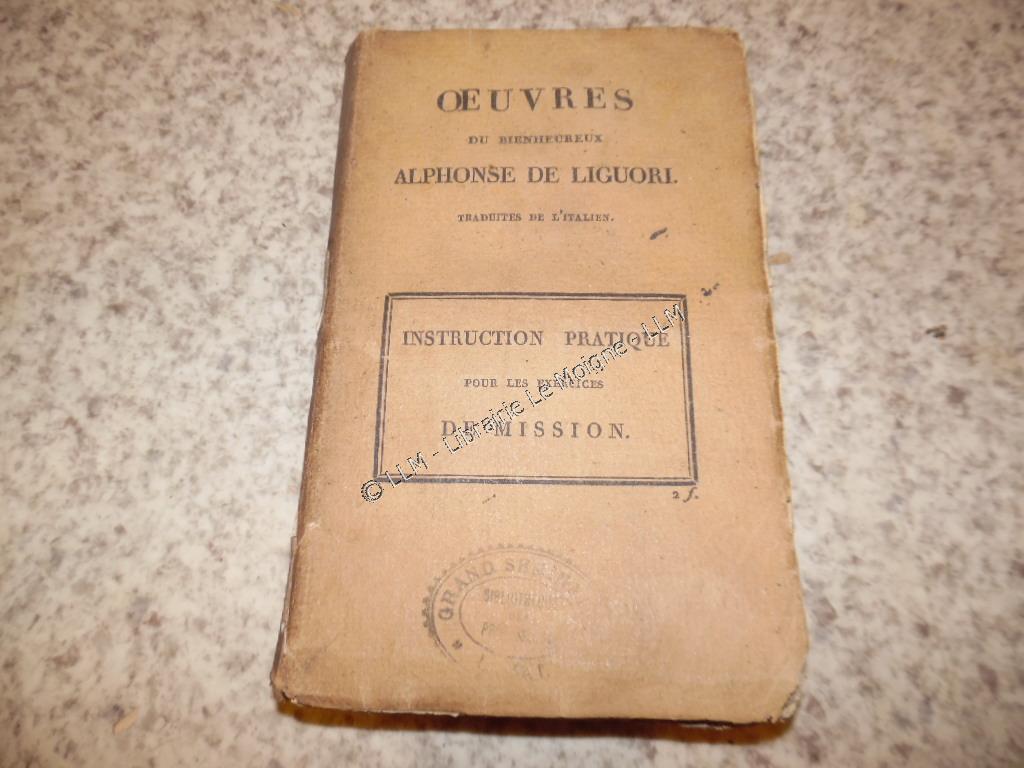 ŒUVRES
DU BIENHEUREUX
ALPHONSE DE LIGUORI.
TRADUITES DE L'ITALIEN.
INSTRUCTION PRATIQUE
POUR LES EXERCICES
DE MISSION.
2 f.
© LLM - Librairie Le Moigne - LLM
GRAND
BIBLIOTHEQUE